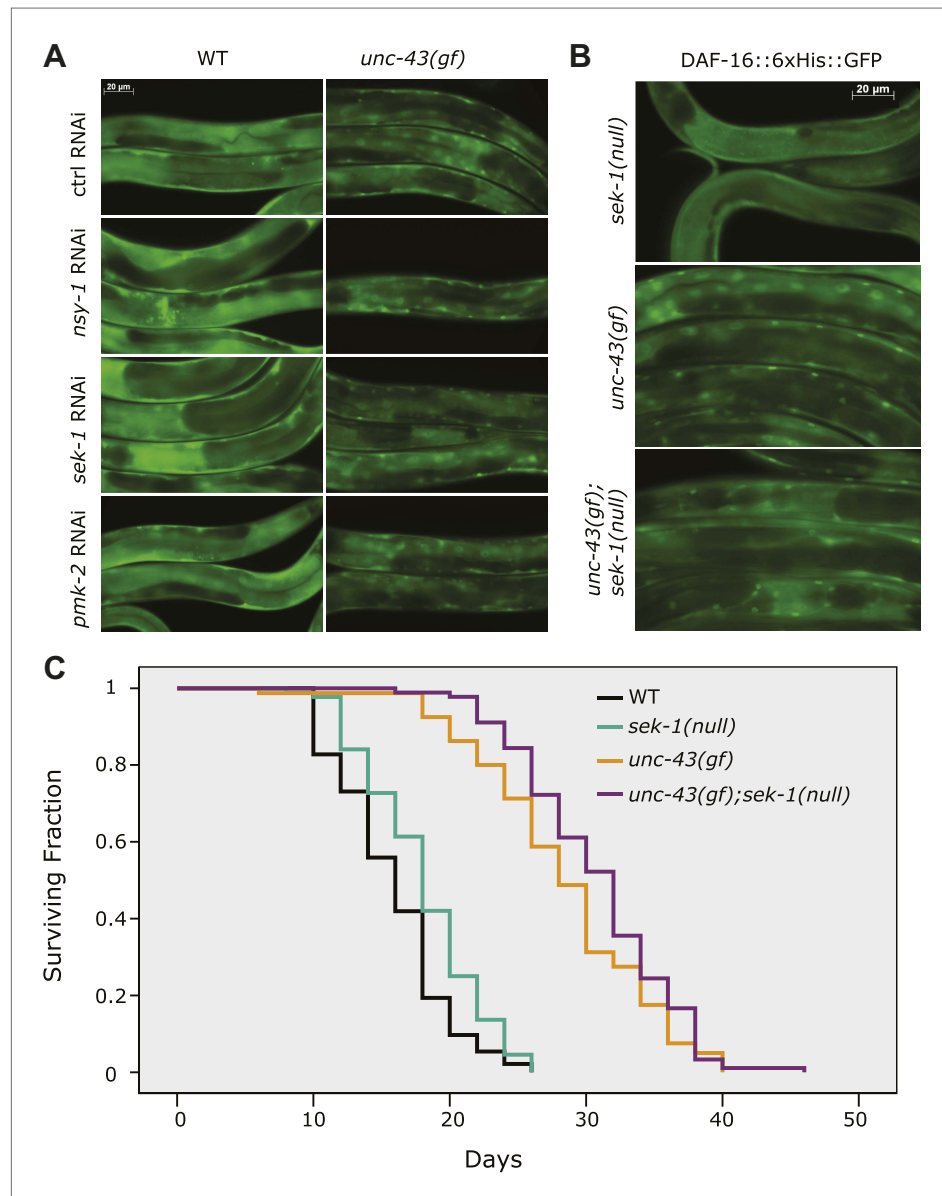 A
WT
unc-43(gf)
20 µm
ctrl RNAi
nsy-1 RNAi
sek-1 RNAi
pmk-2 RNAi
B
DAF-16::6xHis::GFP
20 µm
sek-1(null)
unc-43(gf)
unc-43(gf);
sek-1(null)
C
Surviving Fraction
1
0.8
0.6
0.4
0.2
0
WT
sek-1(null)
unc-43(gf)
unc-43(gf);sek-1(null)
0 10 20 30 40 50
Days